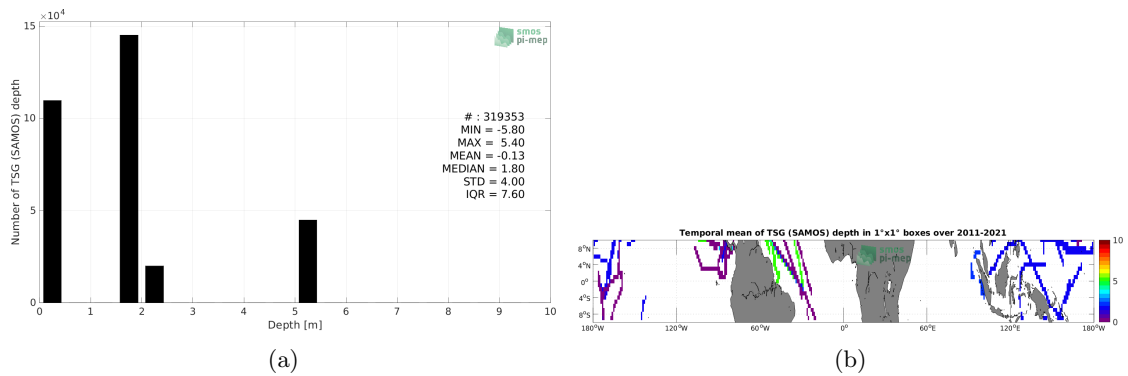 ×10⁴
15
10
5
0
0 1 2 3 4 5 6 7 8 9 10
Number of TSG (SAMOS) depth
Depth [m]
smos
pi-mep
# : 319353
MIN = -5.80
MAX = 5.40
MEAN = -0.13
MEDIAN = 1.80
STD = 4.00
IQR = 7.60
(a)
Temporal mean of TSG (SAMOS) depth in 1°x1° boxes over 2011-2021
smos
pi-mep
8°N
4°N
0°
4°S
8°S
180°W 120°W 60°W 0° 60°E 120°E 180°W
10
5
0
(b)